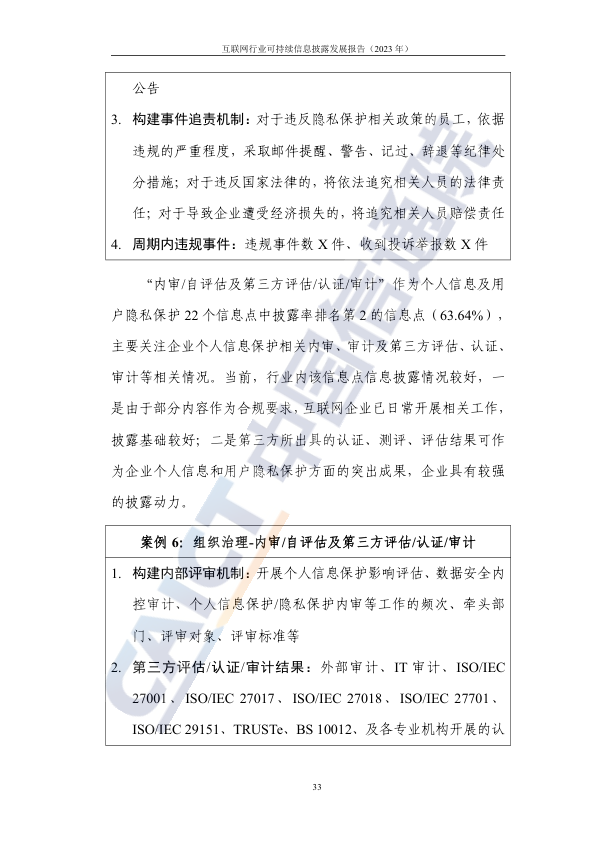 互联网行业可持续信息披露发展报告（2023 年）
公告
3. 构建事件追责机制：对于违反隐私保护相关政策的员工，依据
违规的严重程度，采取邮件提醒、警告、记过、辞退等纪律处
分措施；对于违反国家法律的，将依法追究相关人员的法律责
任；对于导致企业遭受经济损失的，将追究相关人员赔偿责任
4. 周期内违规事件：违规事件数 X 件、收到投诉举报数 X 件
“内审/自评估及第三方评估/认证/审计”作为个人信息及用
户隐私保护 22 个信息点中披露率排名第 2 的信息点（63.64%），
主要关注企业个人信息保护相关内审、审计及第三方评估、认证、
审计等相关情况。当前，行业内该信息点信息披露情况较好，一
是由于部分内容作为合规要求，互联网企业已日常开展相关工作，
披露基础较好；二是第三方所出具的认证、测评、评估结果可作
为企业个人信息和用户隐私保护方面的突出成果，企业具有较强
的披露动力。
案例 6：组织治理-内审/自评估及第三方评估/认证/审计
1. 构建内部评审机制：开展个人信息保护影响评估、数据安全内
控审计、个人信息保护/隐私保护内审等工作的频次、牵头部
门、评审对象、评审标准等
2. 第三方评估/认证/审计结果：外部审计、IT 审计、ISO/IEC
27001、ISO/IEC 27017、ISO/IEC 27018、ISO/IEC 27701、
ISO/IEC 29151、TRUSTe、BS 10012、及各专业机构开展的认
33
CAICT 中国信通院